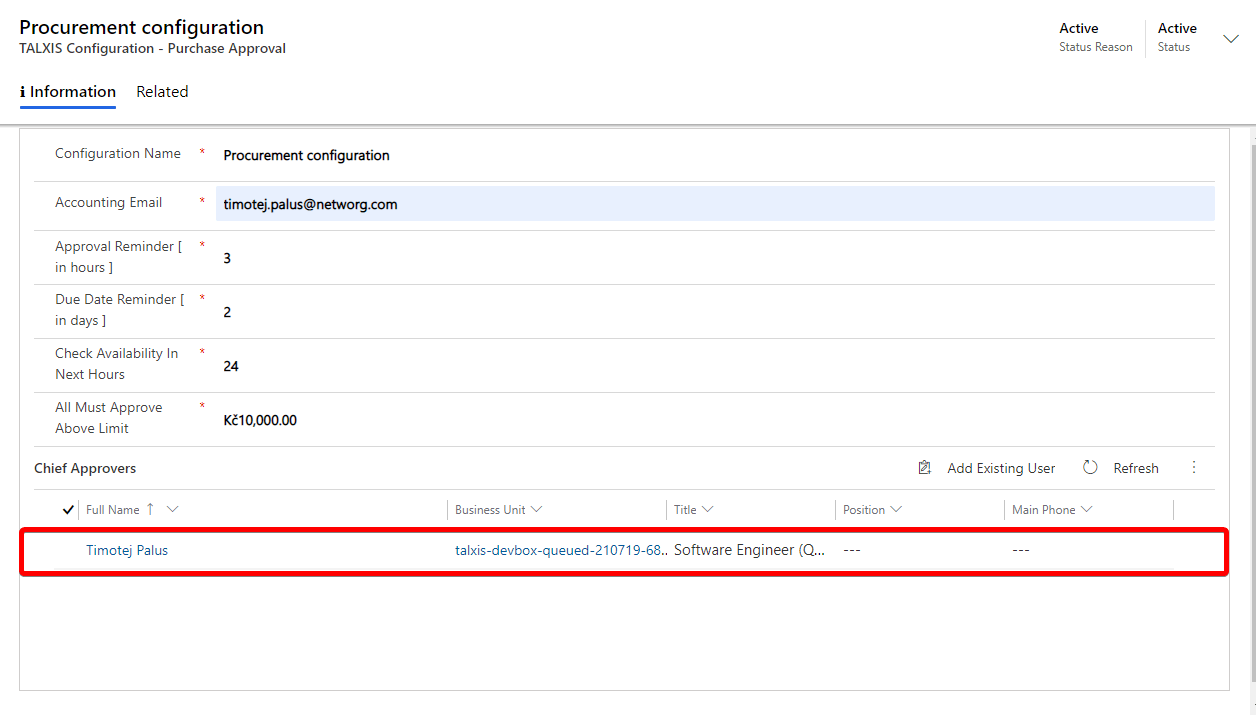 Procurement configuration
TALXIS Configuration - Purchase Approval
Active
Status Reason
Active
Status
Information
Related
Configuration Name *
Procurement configuration
Accounting Email *
timotej.palus@networg.com
Approval Reminder [ *
in hours ]
3
Due Date Reminder [ *
in days ]
2
Check Availability In *
Next Hours
24
All Must Approve *
Above Limit
Kč10,000.00
Chief Approvers
Add Existing User
Refresh
Full Name
Business Unit
Title
Position
Main Phone
Timotej Palus
talxis-devbox-queued-210719-68..
Software Engineer (Q...
---
---